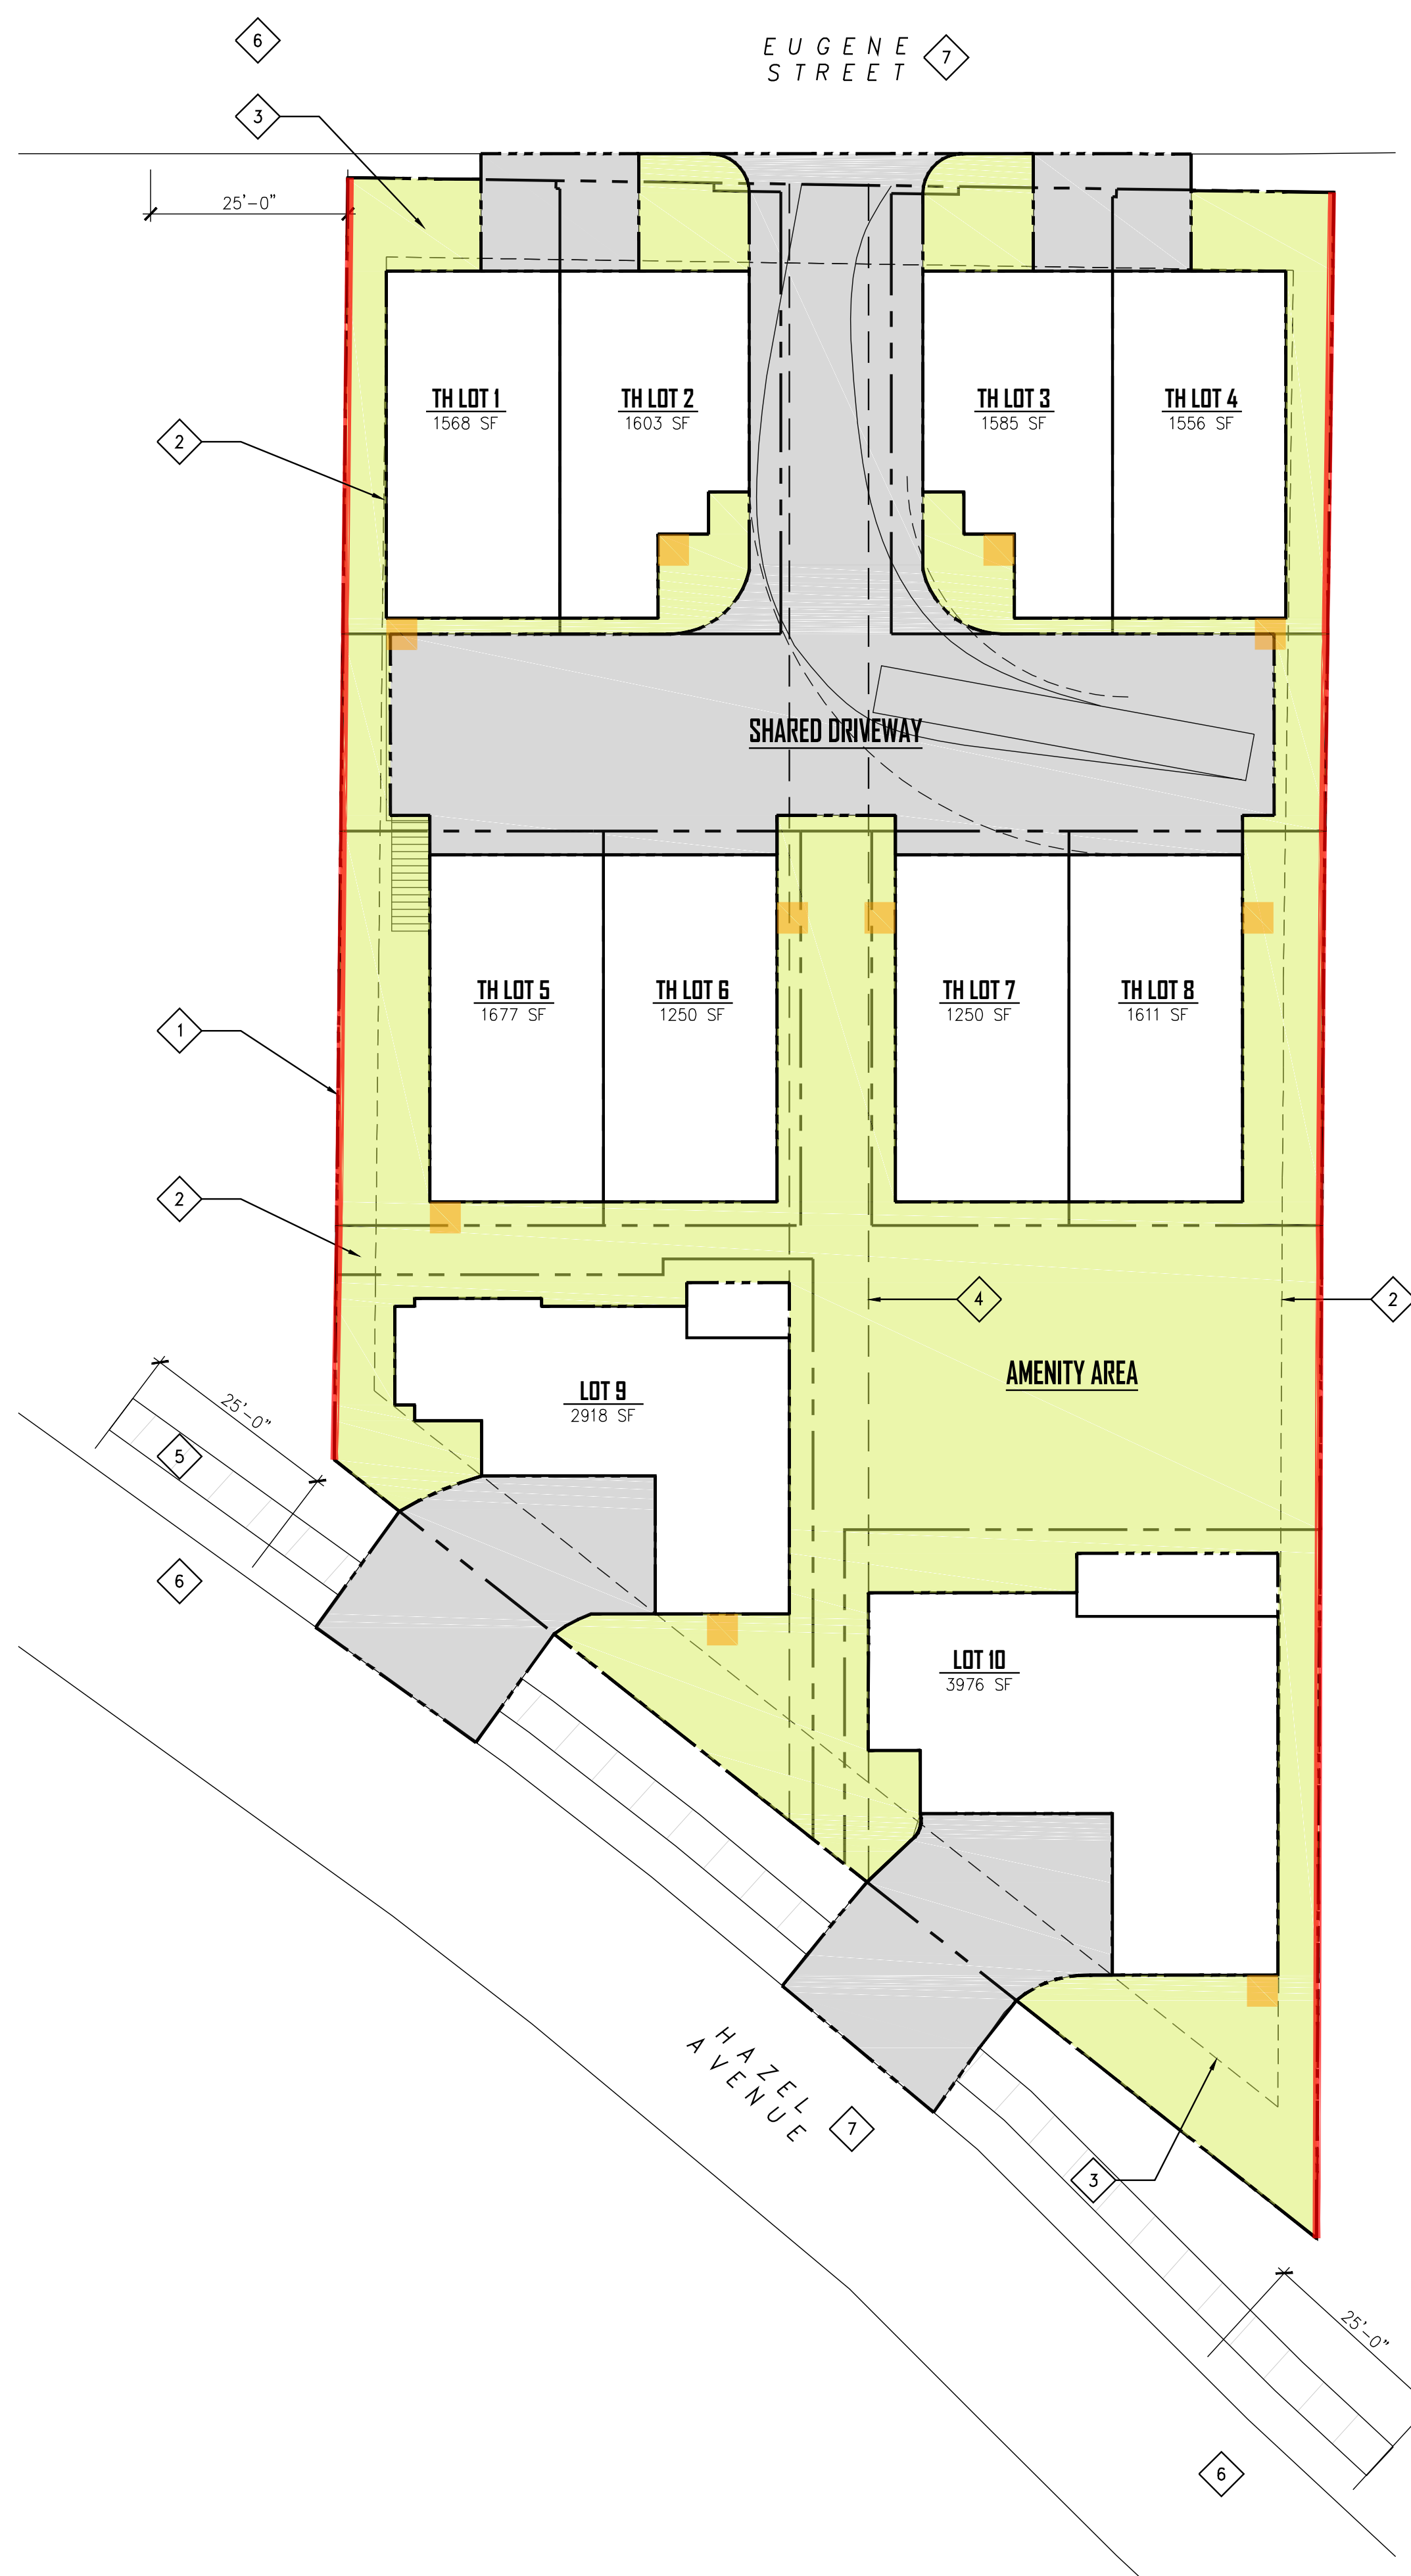 6
EUGENE
STREET
7
3
25'-0"
TH LOT 1
1568 SF
TH LOT 2
1603 SF
TH LOT 3
1585 SF
TH LOT 4
1556 SF
2
SHARED DRIVEWAY
TH LOT 5
1677 SF
TH LOT 6
1250 SF
TH LOT 7
1250 SF
TH LOT 8
1611 SF
1
2
4
2
AMENITY AREA
LOT 9
2918 SF
25'-0"
5
6
LOT 10
3976 SF
HAZEL
AVENUE
7
3
25'-0"
6